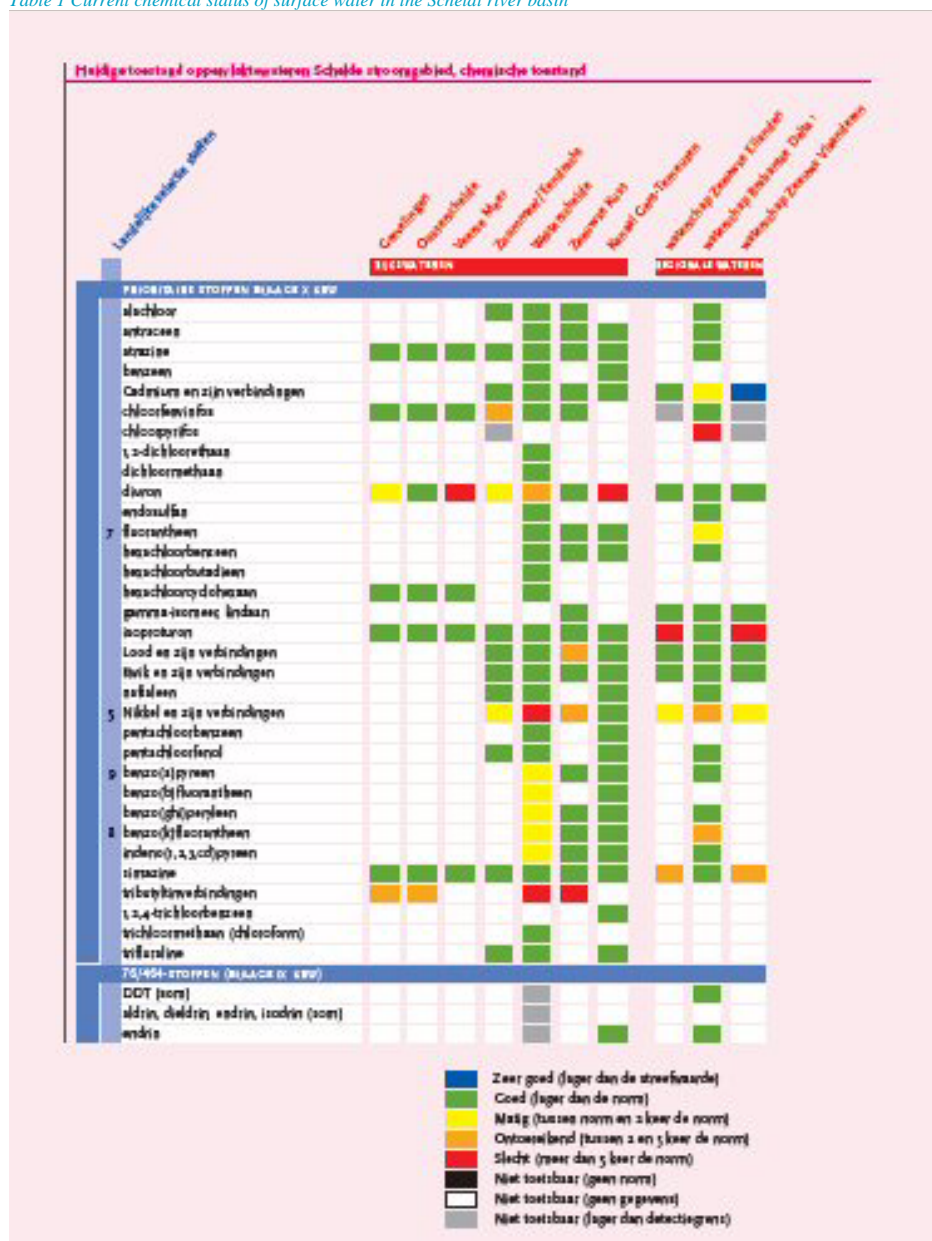 Table 1 Current chemical status of surface water in the Scheldt river basin
Huidige toestand oppervlaktewateren Schelde stroomgebied, chemische toestand
Landelijke selectie stoffen
Grevelingen
Oosterschelde
Veerse Meer
Zoommeer/Eendracht
Westerschelde
Zeeuwse Kust
Kanaal Gent-Terneuzen
waterschap Zeeuwse Eilanden
waterschap Brabantse Delta
waterschap Zeeuws Vlaanderen
RIJKSWATEREN
REGIONALE WATEREN
PRIORITAIRE STOFFEN BIJLAGE X KRW
alachloor
antraceen
atrazine
benzeen
Cadmium en zijn verbindingen
chloorfenvinfos
chloorpyrifos
1,2-dichloorethaan
dichloormethaan
diuron
endosulfan
7 fluorantheen
hexachloorbenzeen
hexachloorbutadieen
hexachloorcyclohexaan
gamma-isomeer, lindaan
isoproturon
Lood en zijn verbindingen
Kwik en zijn verbindingen
naftaleen
5 Nikkel en zijn verbindingen
pentachloorbenzeen
pentachloorfenol
9 benzo(a)pyreen
benzo(b)fluorantheen
benzo(ghi)peryleen
8 benzo(k)fluorantheen
indeno(1,2,3,cd)pyreen
simazine
tributyltinverbindingen
1,2,4-trichloorbenzeen
trichloormethaan (chloroform)
trifluraline
76/464-STOFFEN (BIJLAGE IX KRW)
DDT (som)
aldrin, dieldrin, endrin, isodrin (som)
endrin
Zeer goed (lager dan de streefwaarde)
Goed (lager dan de norm)
Matig (tussen norm en 2 keer de norm)
Ontoereikend (tussen 2 en 5 keer de norm)
Slecht (meer dan 5 keer de norm)
Niet toetsbaar (geen norm)
Niet toetsbaar (geen gegevens)
Niet toetsbaar (lager dan detectiegrens)